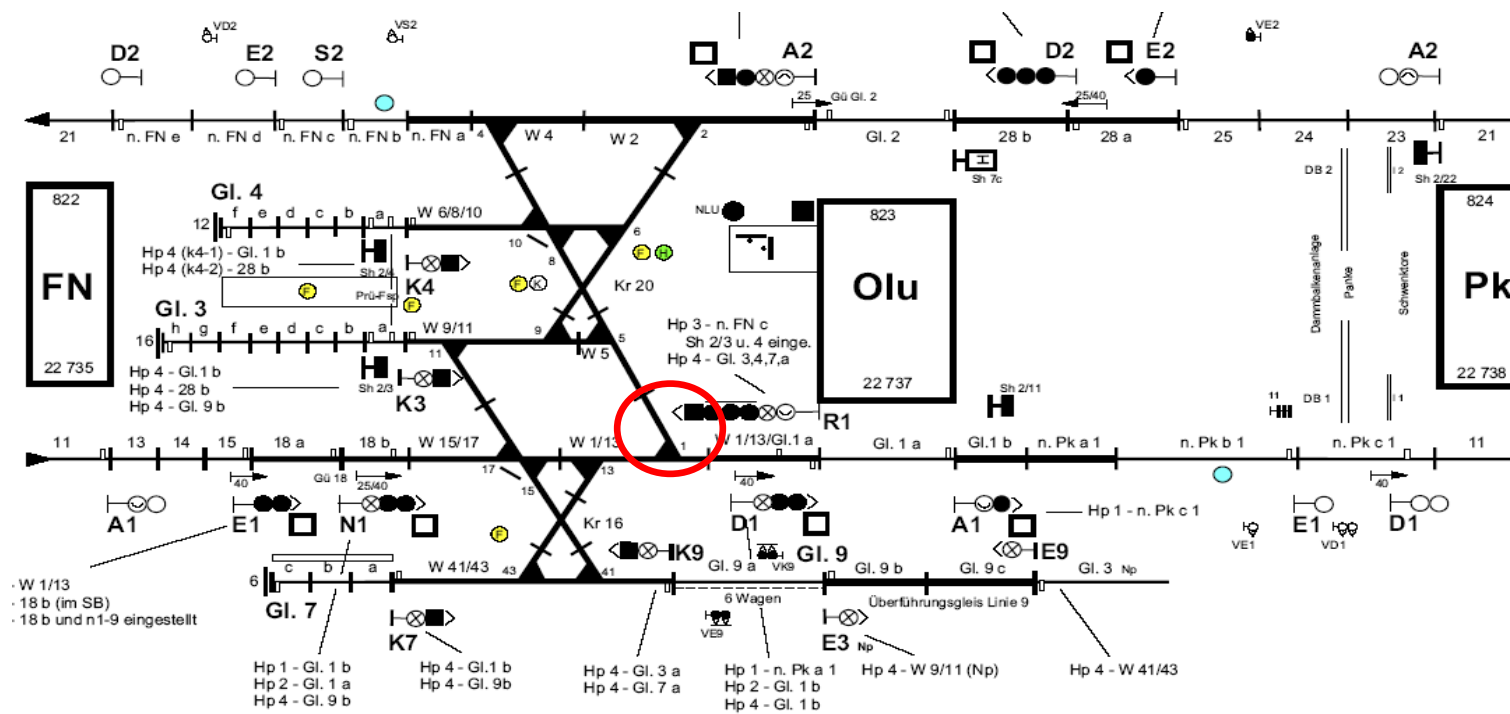 VD2
VS2
VE2
D2
E2
S2
A2
D2
E2
A2
25
Gü Gl. 2
25/40
21
n. FN e
n. FN d
n. FN c
n. FN b
n. FN a
4
W 4
W 2
2
Gl. 2
28 b
28 a
25
24
23
21
Sh 7c
DB 2
I 2
Sh 2/22
822
FN
22 735
Gl. 4
12
f
e
d
c
b
a
W 6/8/10
10
8
6
NLU
823
Olu
22 737
824
Pk
22 738
Hp 4 (k4-1) - Gl. 1 b
Hp 4 (k4-2) - 28 b
Sh 2/4
K4
F
H
F
K
Kr 20
F
Prü-Fsp
F
Dammbalkenanlage
Panke
Schwenktore
Gl. 3
16
h
g
f
e
d
c
b
a
W 9/11
11
9
W 5
5
Hp 3 - n. FN c
Sh 2/3 u. 4 einge.
Hp 4 - Gl. 3,4,7,a
Hp 4 - Gl.1 b
Hp 4 - 28 b
Hp 4 - Gl. 9 b
Sh 2/3
K3
R1
Sh 2/11
11
DB 1
I 1
11
13
14
15
18 a
18 b
W 15/17
17
W 1/13
1
W 1/13/Gl.1 a
Gl. 1 a
Gl.1 b
n. Pk a 1
n. Pk b 1
n. Pk c 1
11
40
Gü 18
25/40
15
13
40
40
A1
E1
N1
Kr 16
D1
A1
Hp 1 - n. Pk c 1
E1
D1
F
K9
VK9
Gl. 9
E9
VE1
VD1
6
c
b
a
W 41/43
43
41
Gl. 9 a
Gl. 9 b
Gl. 9 c
Gl. 3 Np
- W 1/13
- 18 b (im SB)
- 18 b und n1-9 eingestellt
Gl. 7
6 Wagen
Überführungsgleis Linie 9
K7
VE9
E3 Np
Hp 1 - Gl. 1 b
Hp 2 - Gl. 1 a
Hp 4 - Gl. 9 b
Hp 4 - Gl.1 b
Hp 4 - Gl. 9b
Hp 4 - Gl. 3 a
Hp 4 - Gl. 7 a
Hp 1 - n. Pk a 1
Hp 2 - Gl. 1 b
Hp 4 - Gl. 1 b
Hp 4 - W 9/11 (Np)
Hp 4 - W 41/43